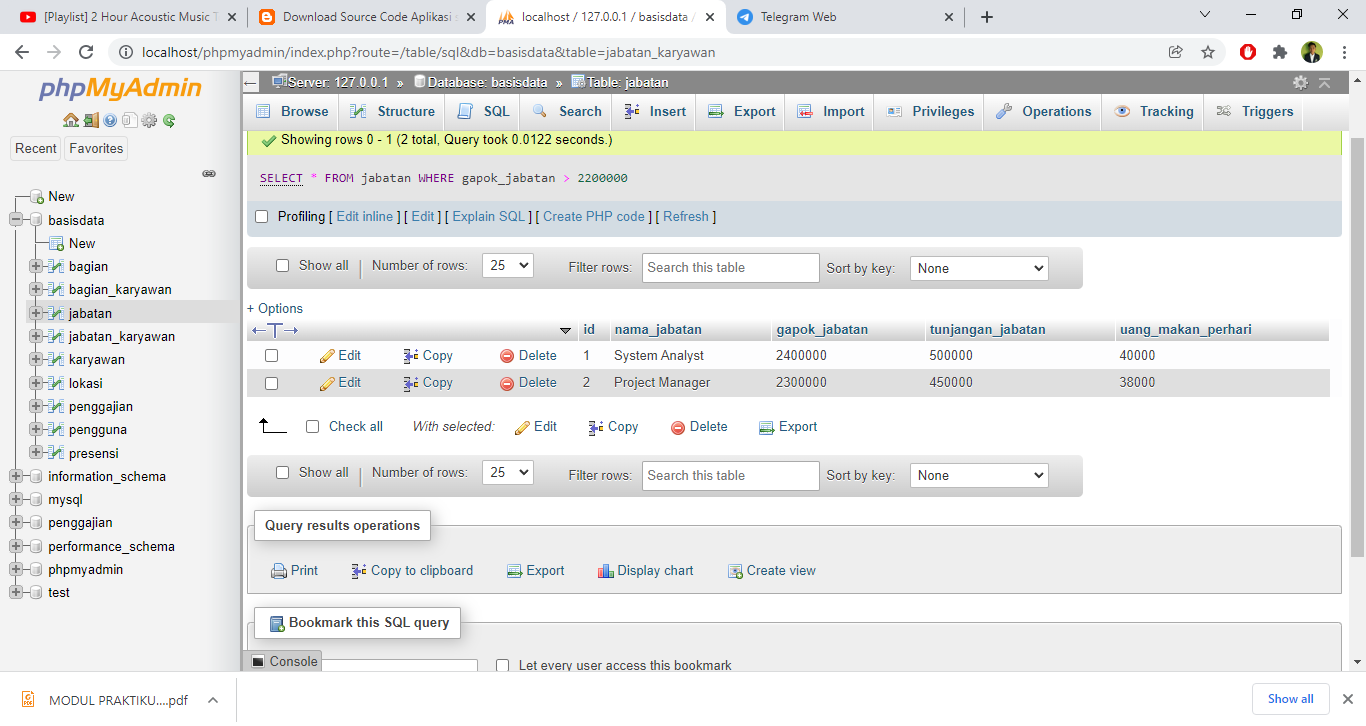 [Playlist] 2 Hour Acoustic Music T
Download Source Code Aplikasi
localhost / 127.0.0.1 / basisdata /
Telegram Web
localhost/phpmyadmin/index.php?route=/table/sql&db=basisdata&table=jabatan_karyawan
phpMyAdmin
Recent Favorites
New
basisdata
New
bagian
bagian_karyawan
jabatan
jabatan_karyawan
karyawan
lokasi
penggajian
pengguna
presensi
information_schema
mysql
penggajian
performance_schema
phpmyadmin
test
Server: 127.0.0.1 » Database: basisdata » Table: jabatan
Browse Structure SQL Search Insert Export Import Privileges Operations Tracking Triggers
Showing rows 0 - 1 (2 total, Query took 0.0122 seconds.)
SELECT * FROM jabatan WHERE gapok_jabatan > 2200000
Profiling [ Edit inline ] [ Edit ] [ Explain SQL ] [ Create PHP code ] [ Refresh ]
Show all Number of rows: 25 Filter rows: Search this table Sort by key: None
+ Options
←T→ id nama_jabatan gapok_jabatan tunjangan_jabatan uang_makan_perhari
Edit Copy Delete 1 System Analyst 2400000 500000 40000
Edit Copy Delete 2 Project Manager 2300000 450000 38000
Check all With selected: Edit Copy Delete Export
Show all Number of rows: 25 Filter rows: Search this table Sort by key: None
Query results operations
Print Copy to clipboard Export Display chart Create view
Bookmark this SQL query
Console
Let every user access this bookmark
MODUL PRAKTIKU....pdf
Show all